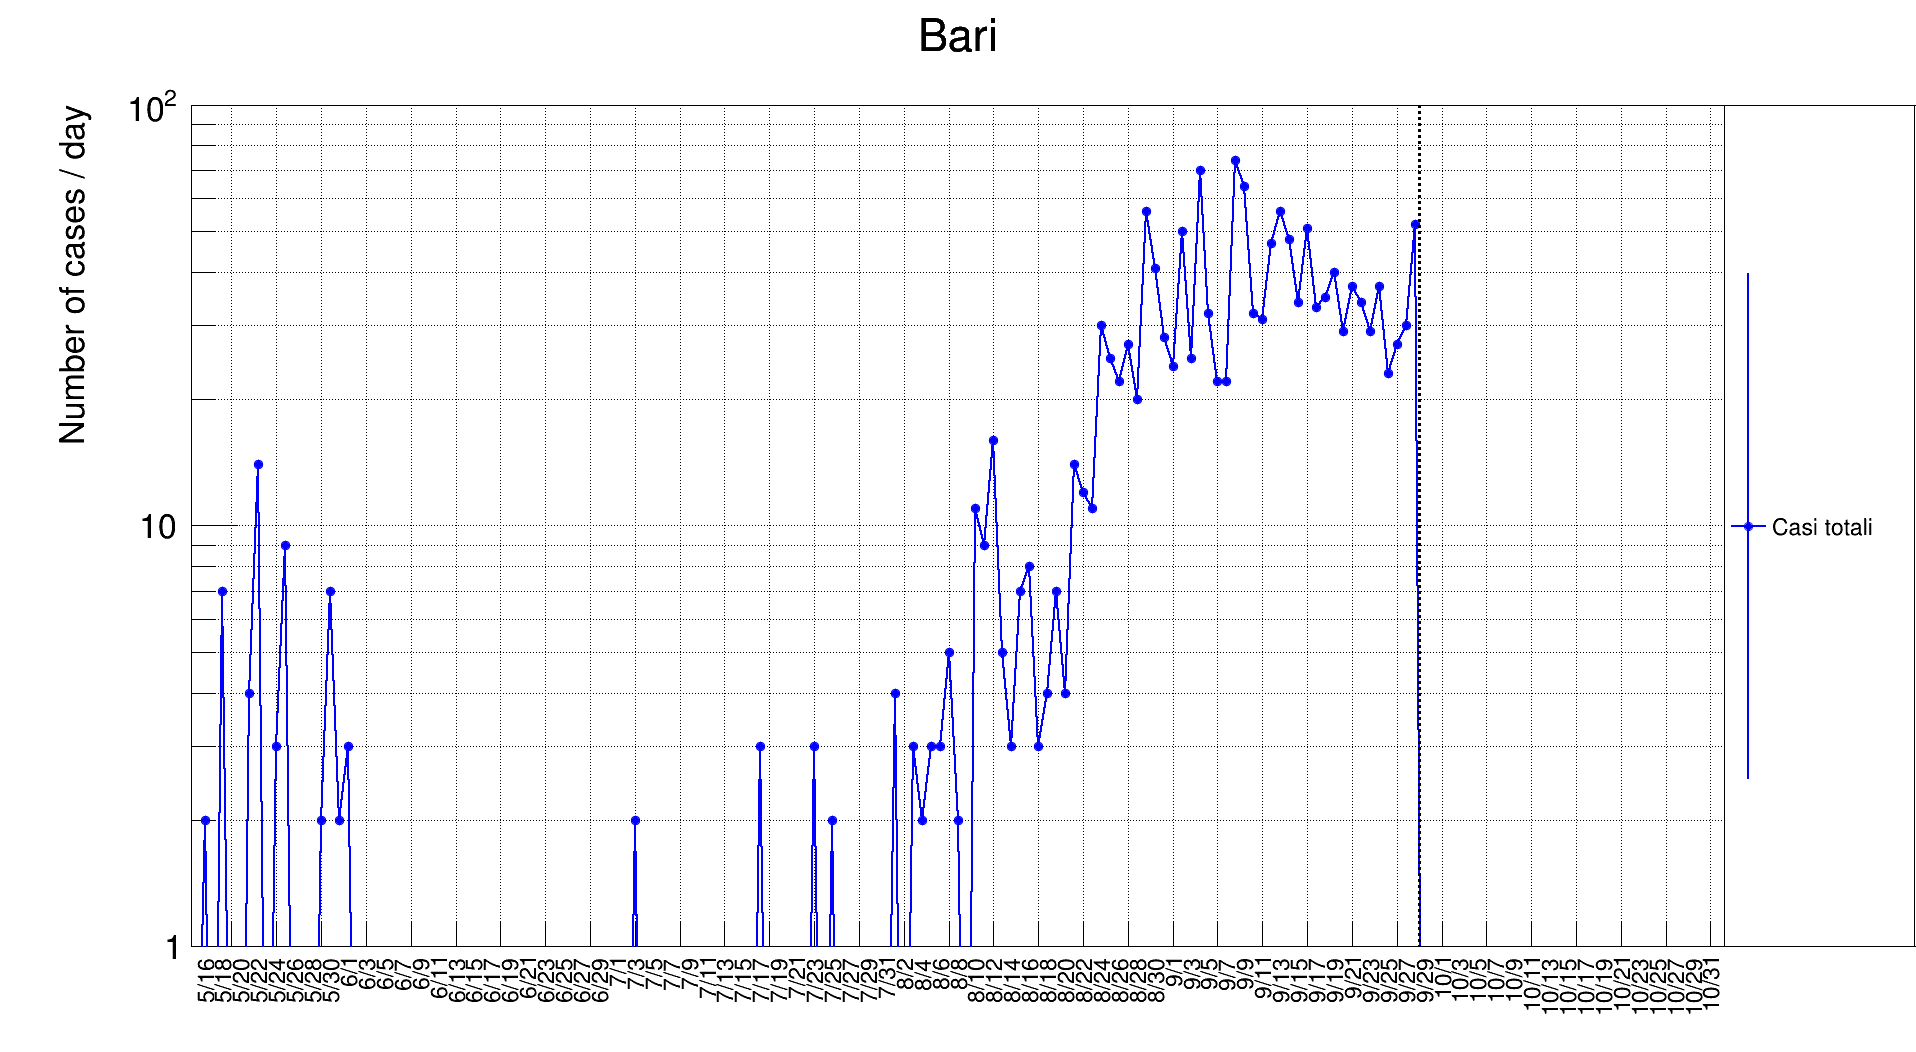 Bari
Number of cases / day
10²
10
1
Casi totali
5/16 5/18 5/20 5/22 5/24 5/26 5/28 5/30 6/1 6/3 6/5 6/7 6/9 6/11 6/13 6/15 6/17 6/19 6/21 6/23 6/25 6/27 6/29 7/1 7/3 7/5 7/7 7/9 7/11 7/13 7/15 7/17 7/19 7/21 7/23 7/25 7/27 7/29 7/31 8/2 8/4 8/6 8/8 8/10 8/12 8/14 8/16 8/18 8/20 8/22 8/24 8/26 8/28 8/30 9/1 9/3 9/5 9/7 9/9 9/11 9/13 9/15 9/17 9/19 9/21 9/23 9/25 9/27 9/29 10/1 10/3 10/5 10/7 10/9 10/11 10/13 10/15 10/17 10/19 10/21 10/23 10/25 10/27 10/29 10/31